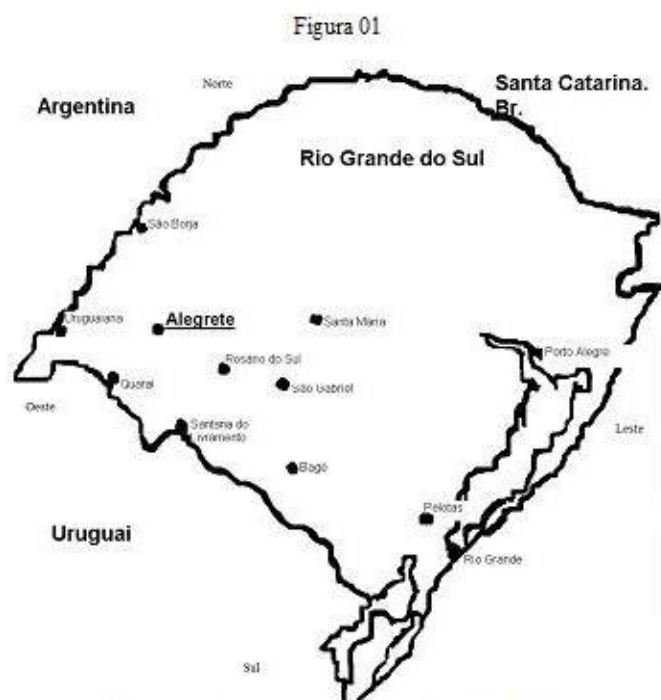 Figura 01
Norte
Santa Catarina.
Br.
Argentina
Rio Grande do Sul
São Borja
Uruguaiana
Alegrete
Santa Maria
Porto Alegre
Rosário do Sul
Quaraí
São Gabriel
Oeste
Santana do
Livramento
Leste
Bagé
Pelotas
Uruguai
Rio Grande
Sul